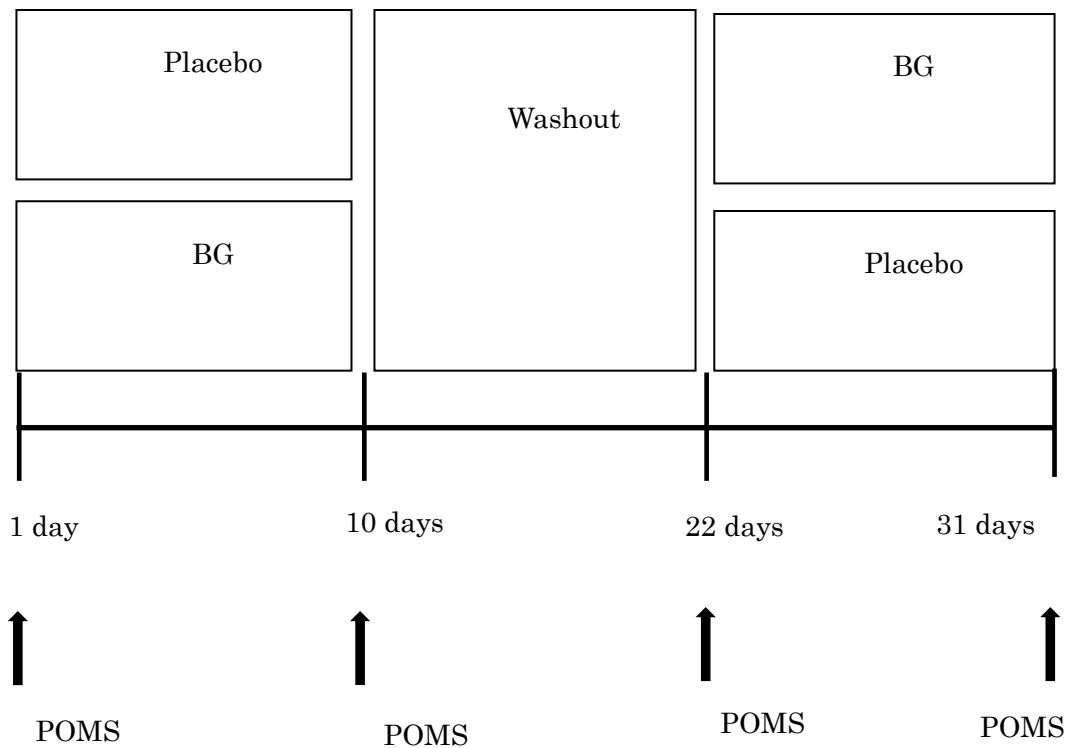 Placebo
BG
Washout
BG
Placebo
1 day
10 days
22 days
31 days
POMS
POMS
POMS
POMS